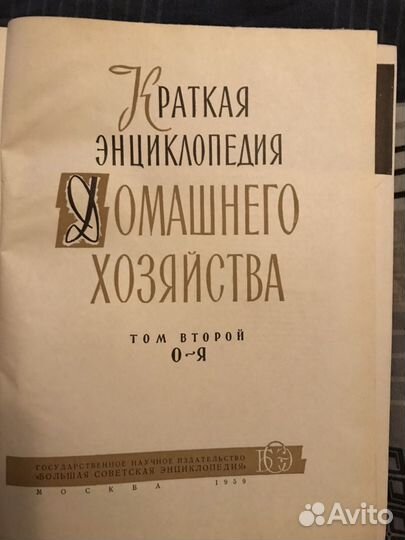 КРАТКАЯ
ЭНЦИКЛОПЕДИЯ
ДОМАШНЕГО
ХОЗЯЙСТВА
ТОМ ВТОРОЙ
О~Я
ГОСУДАРСТВЕННОЕ НАУЧНОЕ ИЗДАТЕЛЬСТВО
«БОЛЬШАЯ СОВЕТСКАЯ ЭНЦИКЛОПЕДИЯ»
БСЭ
МОСКВА 1959
Avito